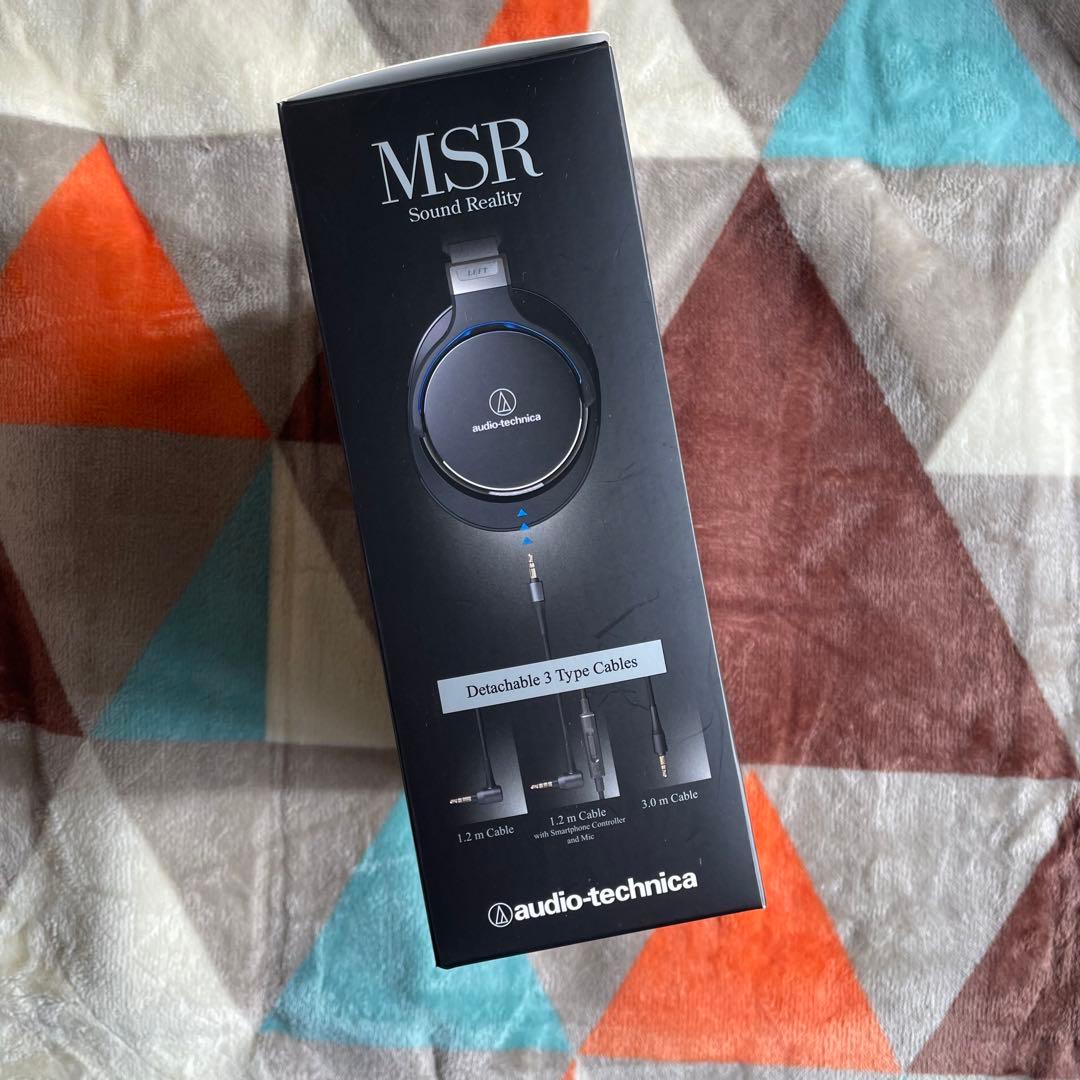 MSR
Sound Reality
LEFT
audio-technica
Detachable 3 Type Cables
1.2 m Cable
1.2 m Cable
with Smartphone Controller
and Mic
3.0 m Cable
audio-technica